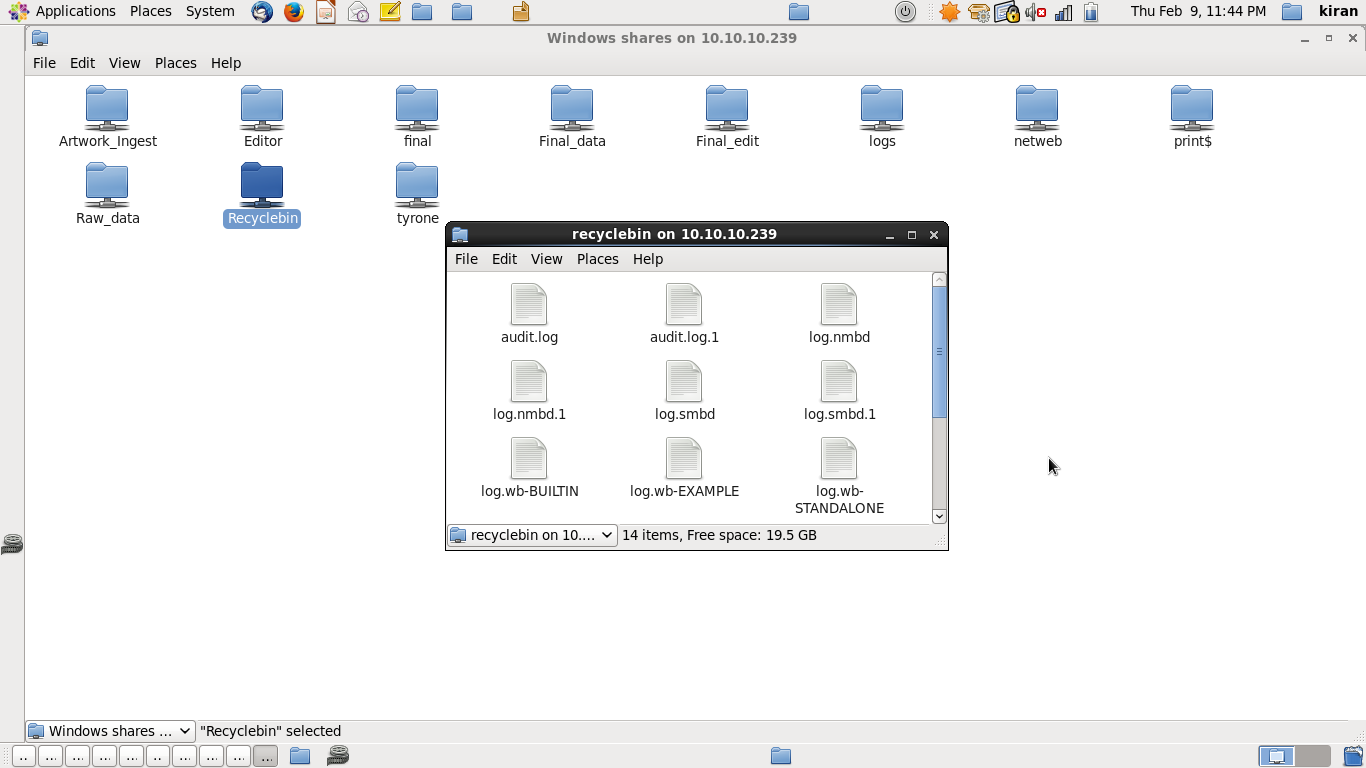 Applications Places System Thu Feb 9, 11:44 PM kiran
Windows shares on 10.10.10.239
File Edit View Places Help
Artwork_Ingest Editor final Final_data Final_edit logs netweb print$
Raw_data Recyclebin tyrone
recyclebin on 10.10.10.239
File Edit View Places Help
audit.log audit.log.1 log.nmbd
log.nmbd.1 log.smbd log.smbd.1
log.wb-BUILTIN log.wb-EXAMPLE log.wb-
STANDALONE
recyclebin on 10.... 14 items, Free space: 19.5 GB
Windows shares ... "Recyclebin" selected
.. ... ... ... ... .. ... ... ... ...